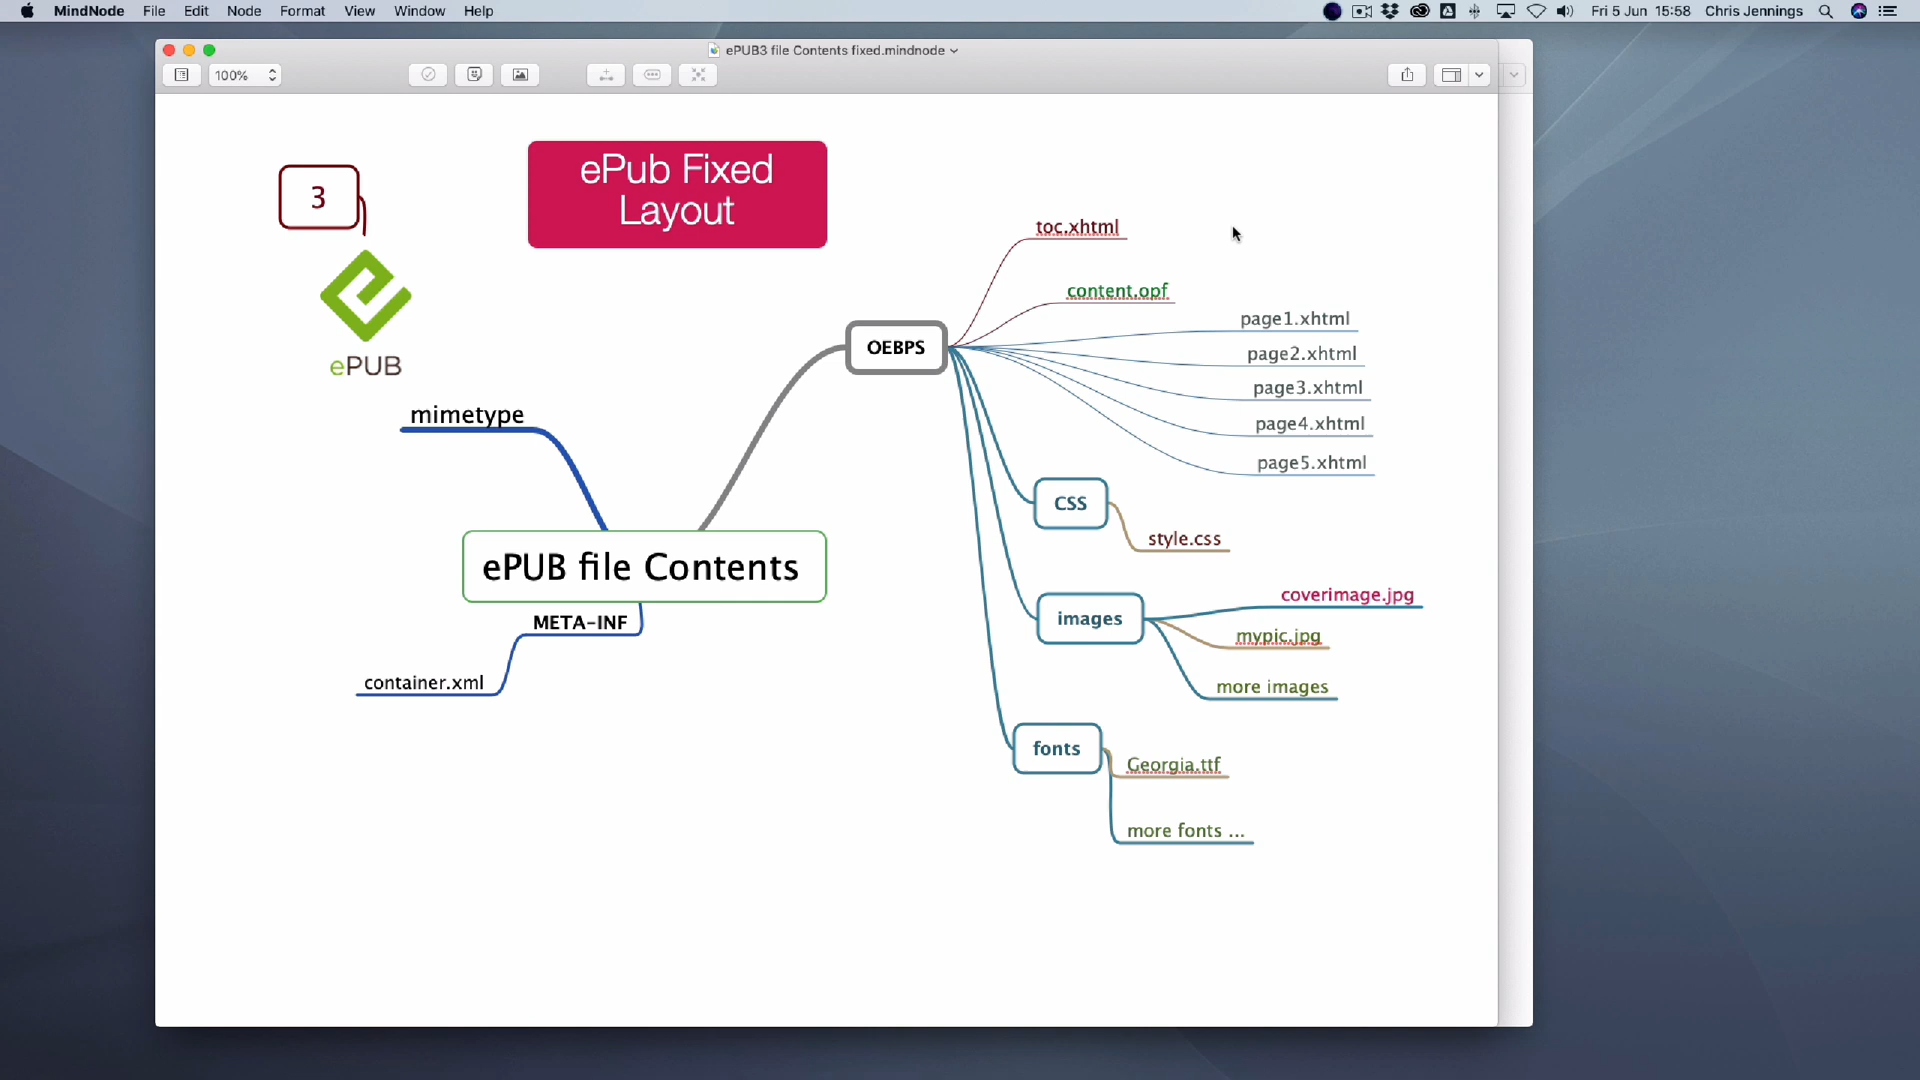 MindNode File Edit Node Format View Window Help
Fri 5 Jun 15:58 Chris Jennings
ePUB3 file Contents fixed.mindnode
100%
3
ePub Fixed
Layout
ePUB
toc.xhtml
content.opf
OEBPS
page1.xhtml
page2.xhtml
page3.xhtml
page4.xhtml
page5.xhtml
mimetype
CSS
style.css
ePUB file Contents
META-INF
container.xml
images
coverimage.jpg
mypic.jpg
more images
fonts
Georgia.ttf
more fonts ...